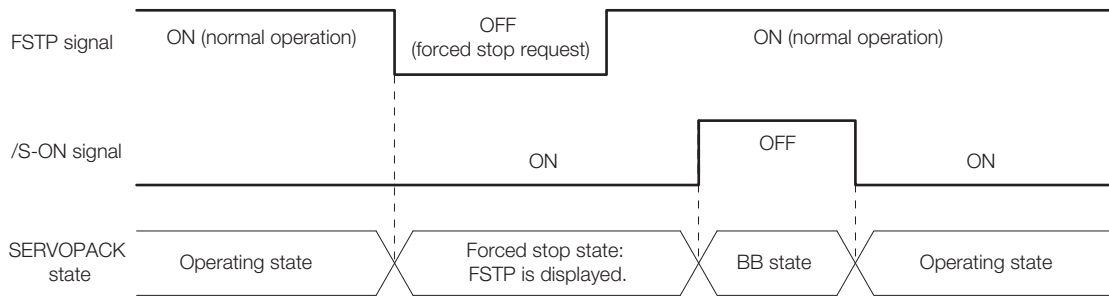 FSTP signal
ON (normal operation)
OFF
(forced stop request)
ON (normal operation)
/S-ON signal
ON
OFF
ON
SERVOPACK
state
Operating state
Forced stop state:
FSTP is displayed.
BB state
Operating state